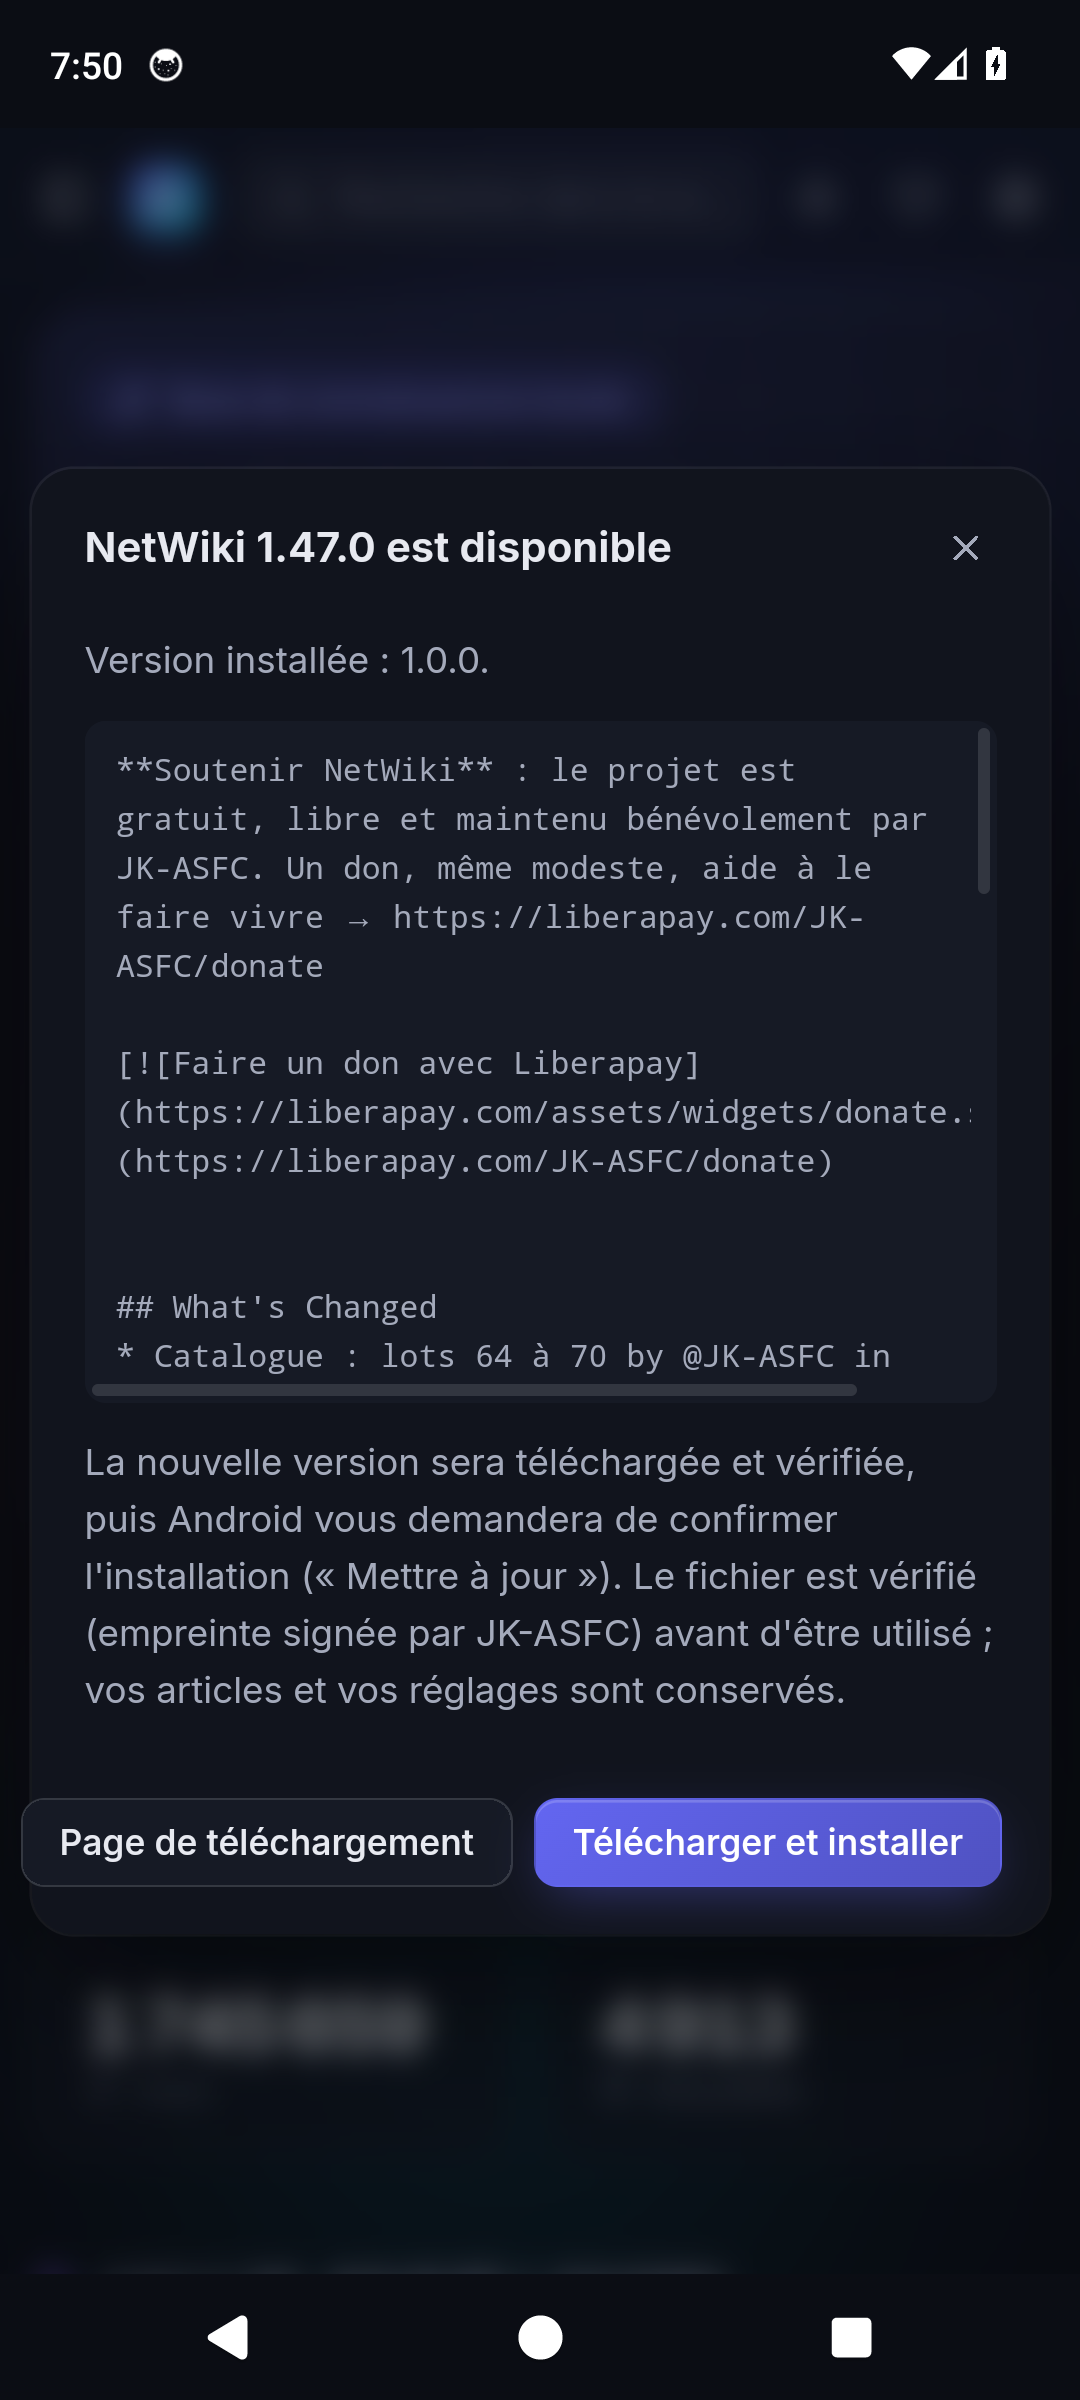 7:50
NetWiki 1.47.0 est disponible
Version installée : 1.0.0.
**Soutenir NetWiki** : le projet est
gratuit, libre et maintenu bénévolement par
JK-ASFC. Un don, même modeste, aide à le
faire vivre → https://liberapay.com/JK-
ASFC/donate
[![Faire un don avec Liberapay]
(https://liberapay.com/assets/widgets/donate.
(https://liberapay.com/JK-ASFC/donate)
## What's Changed
* Catalogue : lots 64 à 70 by @JK-ASFC in
La nouvelle version sera téléchargée et vérifiée,
puis Android vous demandera de confirmer
l'installation (« Mettre à jour »). Le fichier est vérifié
(empreinte signée par JK-ASFC) avant d'être utilisé ;
vos articles et vos réglages sont conservés.
Page de téléchargement
Télécharger et installer